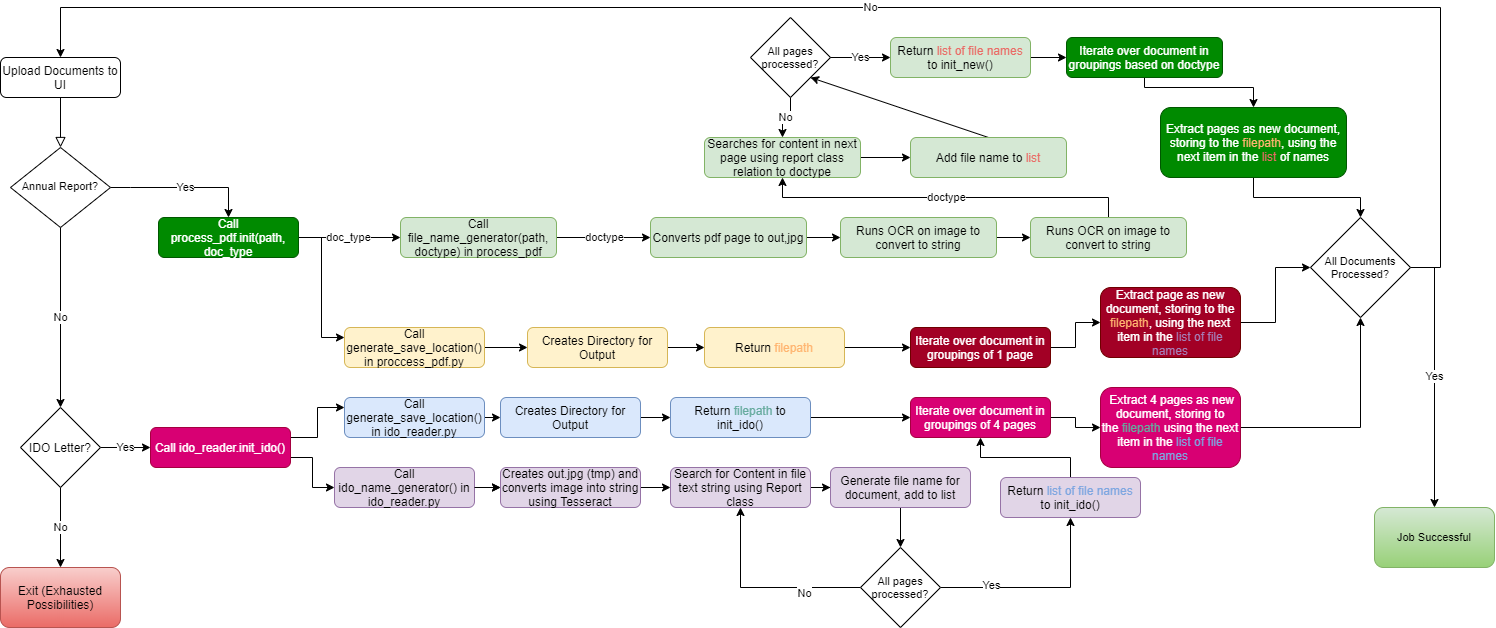 No
All pages
processed?
Yes
Return list of file names
to init_new()
Iterate over document in
groupings based on doctype
Upload Documents to
UI
No
Extract pages as new document,
storing to the filepath, using the
next item in the list of names
Searches for content in next
page using report class
relation to doctype
Add file name to list
Annual Report?
Yes
doctype
Call
process_pdf.init(path,
doc_type
doc_type
Call
file_name_generator(path,
doctype) in process_pdf
doctype
Converts pdf page to out,jpg
Runs OCR on image to
convert to string
Runs OCR on image to
convert to string
All Documents
Processed?
No
Call
generate_save_location()
in proccess_pdf.py
Creates Directory for
Output
Return filepath
Iterate over document in
groupings of 1 page
Extract page as new
document, storing to the
filepath, using the next
item in the list of file
names
Yes
IDO Letter?
Yes
Call ido_reader.init_ido()
Call
generate_save_location()
in ido_reader.py
Creates Directory for
Output
Return filepath to
init_ido()
Iterate over document in
groupings of 4 pages
Extract 4 pages as new
document, storing to
the filepath using the next
item in the list of file
names
Call
ido_name_generator() in
ido_reader.py
Creates out.jpg (tmp) and
converts image into string
using Tesseract
Search for Content in file
text string using Report
class
Generate file name for
document, add to list
Return list of file names
to init_ido()
No
Job Successful
Exit (Exhausted
Possibilities)
No
All pages
processed?
Yes